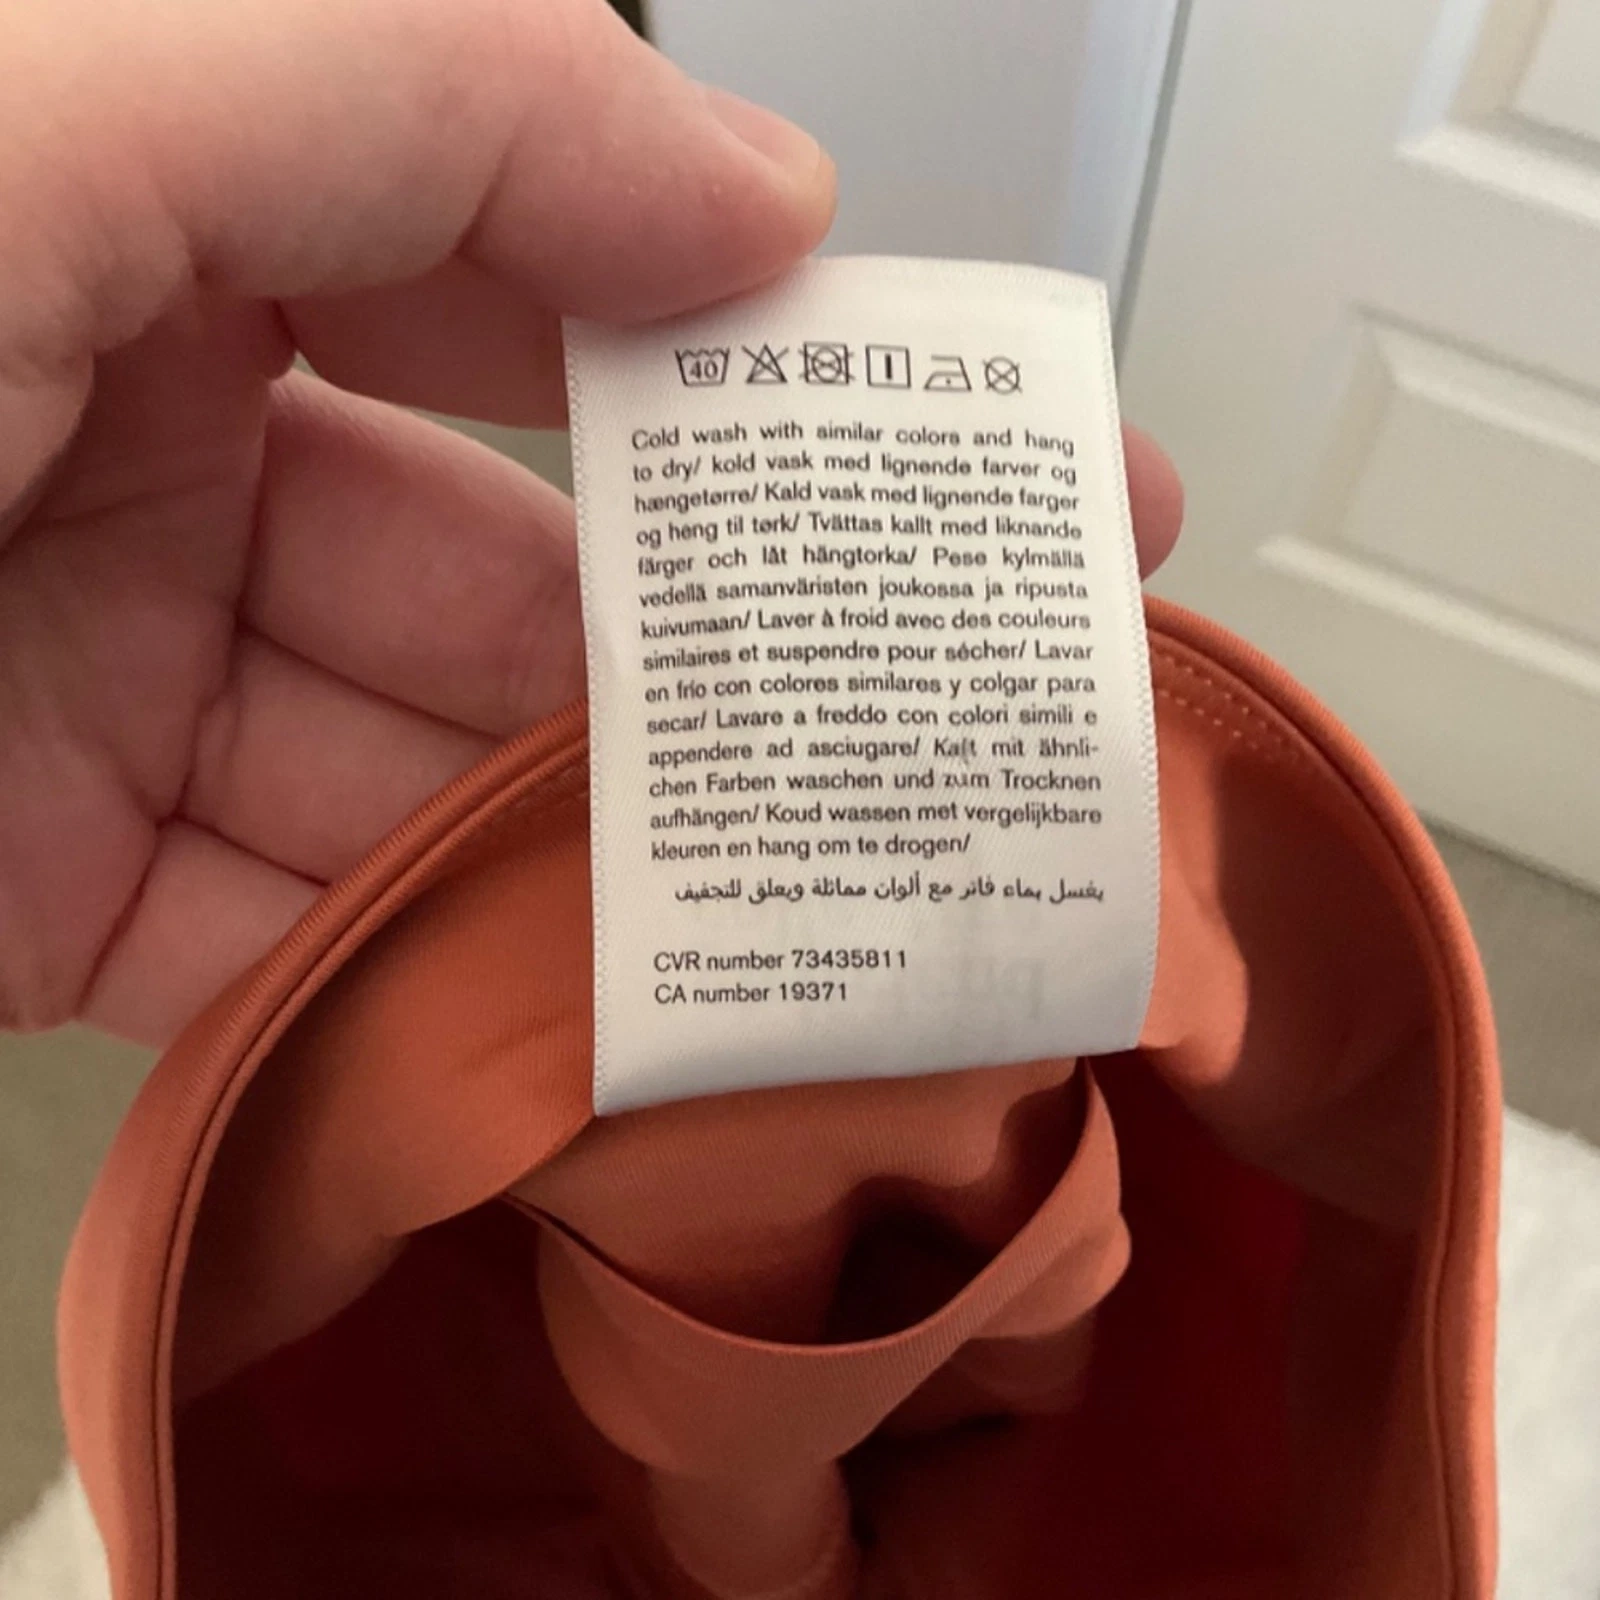 40
Cold wash with similar colors and hang
to dry/ kold vask med lignende farver og
hængetørre/ Kald vask med lignende farger
og heng til tørk/ Tvättas kallt med liknande
färger och låt hängtorka/ Pese kylmällä
vedellä samanväristen joukossa ja ripusta
kuivumaan/ Laver à froid avec des couleurs
similaires et suspendre pour sécher/ Lavar
en frío con colores similares y colgar para
secar/ Lavare a freddo con colori simili e
appendere ad asciugare/ Kalt mit ähnli-
chen Farben waschen und zum Trocknen
aufhängen/ Koud wassen met vergelijkbare
kleuren en hang om te drogen/
يغسل بماء فاتر مع ألوان مماثلة ويعلق للتجفيف
CVR number 73435811
CA number 19371